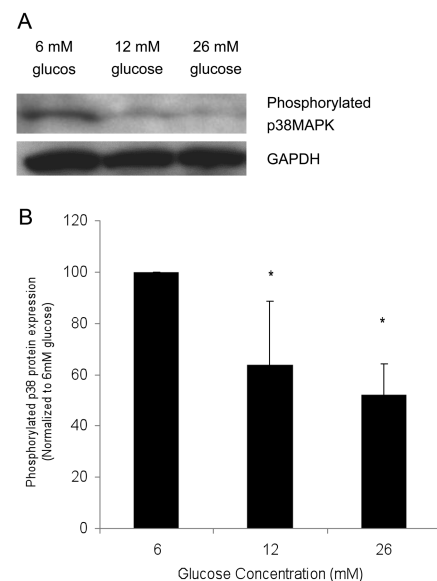 A
6 mM 12 mM 26 mM
glucos glucose glucose
Phosphorylated
p38MAPK
GAPDH
B
Phosphorylated p38 protein expression
(Normalized to 6mM glucose)
120
100
80
60
40
20
0
*
*
6 12 26
Glucose Concentration (mM)